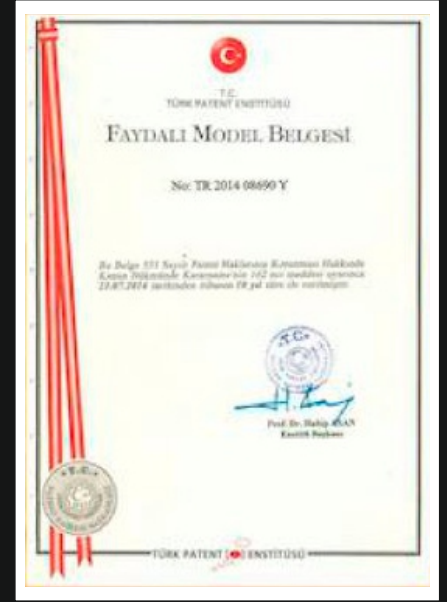 T.C.
TÜRK PATENT ENSTİTÜSÜ
FAYDALI MODEL BELGESİ
No: TR 2014 08690 Y
Bu Belge 551 Sayılı Patent Haklarının Korunması Hakkında
Kanun Hükmünde Kararname'nin 162 nci maddesi uyarınca
23.07.2014 tarihinden itibaren 10 yıl süre ile verilmiştir.
T.C.
Prof. Dr. Habip ASAN
Enstitü Başkanı
T.C.
TÜRK PATENT ENSTİTÜSÜ